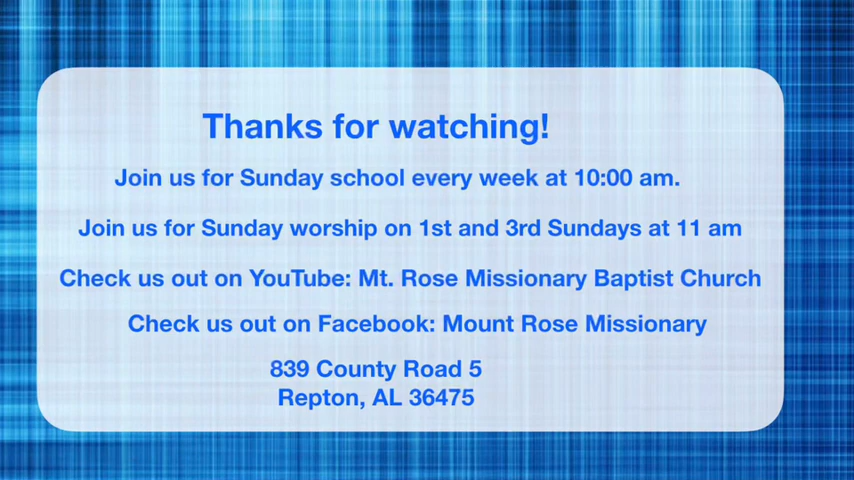 Thanks for watching!
Join us for Sunday school every week at 10:00 am.
Join us for Sunday worship on 1st and 3rd Sundays at 11 am
Check us out on YouTube: Mt. Rose Missionary Baptist Church
Check us out on Facebook: Mount Rose Missionary
839 County Road 5
Repton, AL 36475